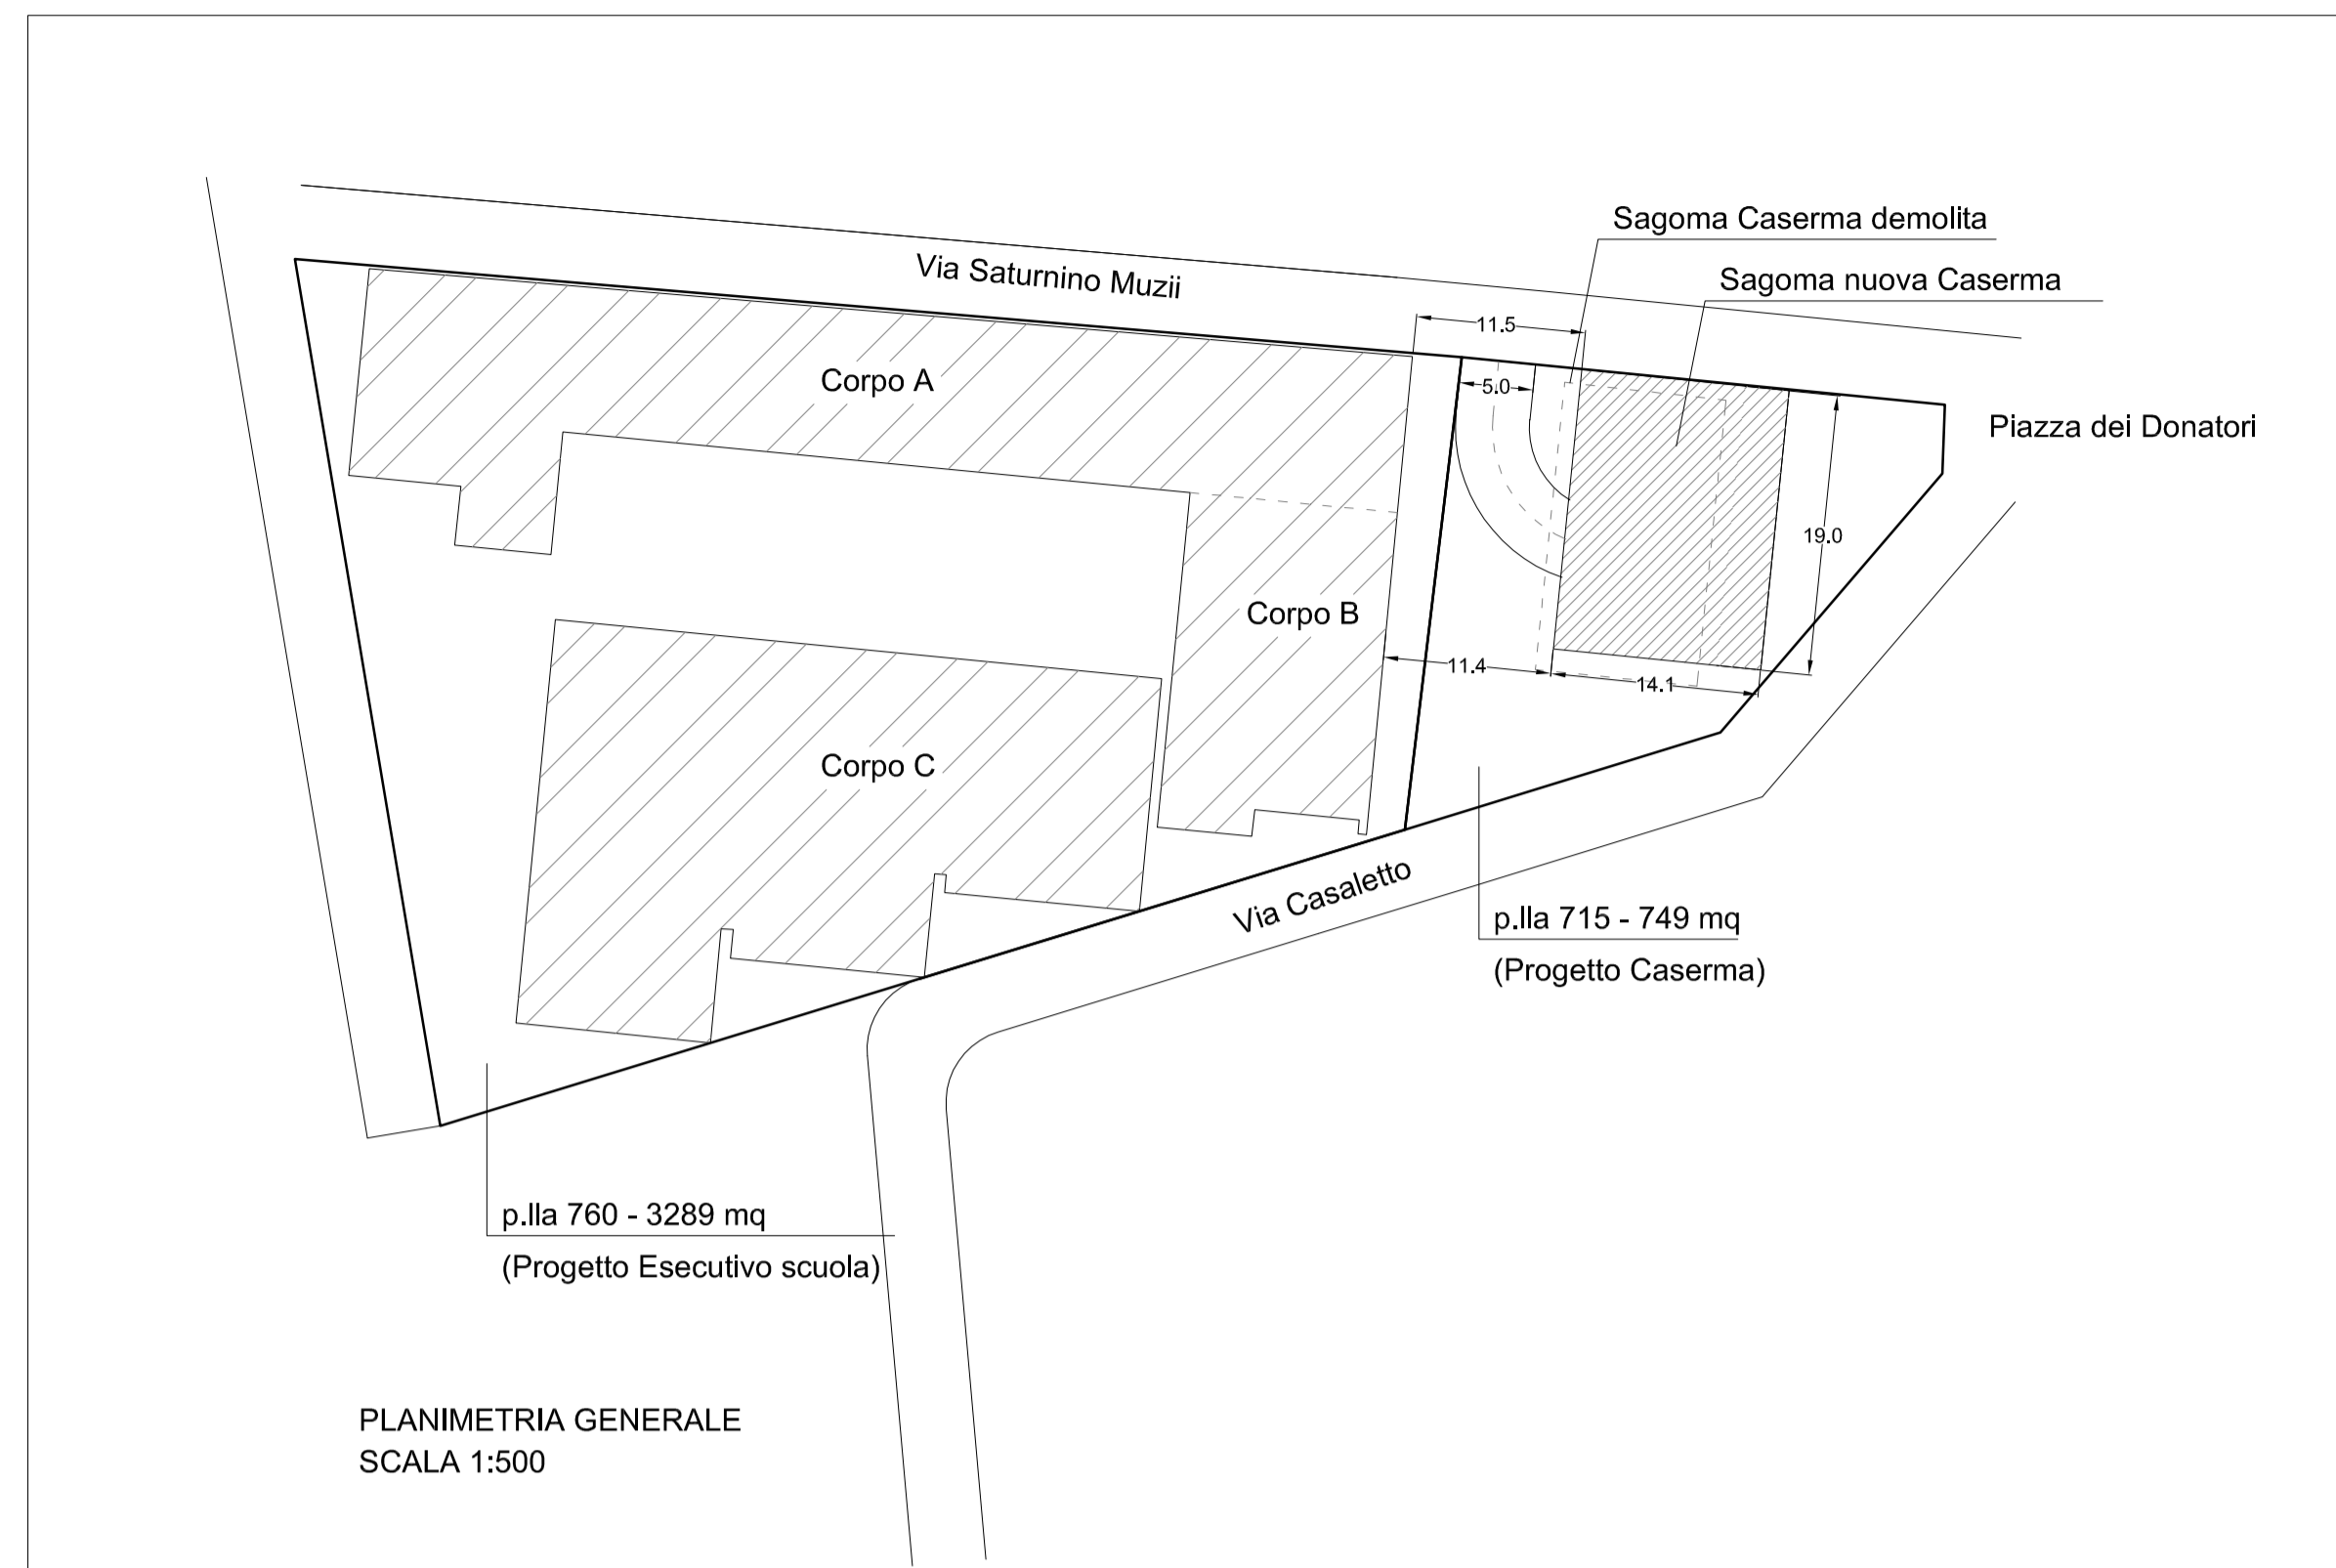 Sagoma Caserma demolita
Via Saturnino Muzii
Sagoma nuova Caserma
11.5
Corpo A
5.0
Piazza dei Donatori
19.0
Corpo B
11.4
14.1
Corpo C
Via Casaletto
p.lla 715 - 749 mq
(Progetto Caserma)
p.lla 760 - 3289 mq
(Progetto Esecutivo scuola)
PLANIMETRIA GENERALE
SCALA 1:500